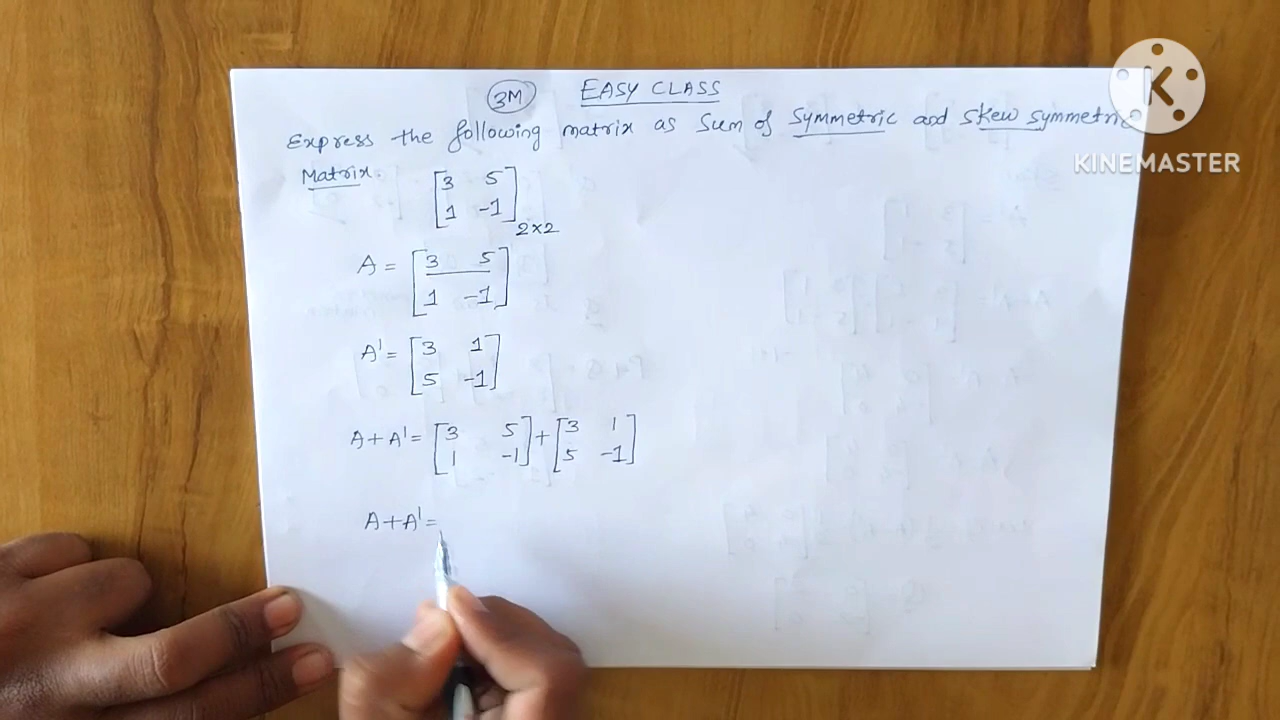 3M EASY CLASS
Express the following matrix as sum of Symmetric and skew symmetric
Matrix.
[3 5
1 -1] 2×2
A = [3 5
1 -1]
A' = [3 1
5 -1]
A+A' = [3 5 1 -1] + [3 1 5 -1]
A+A' =
K
KINEMASTER